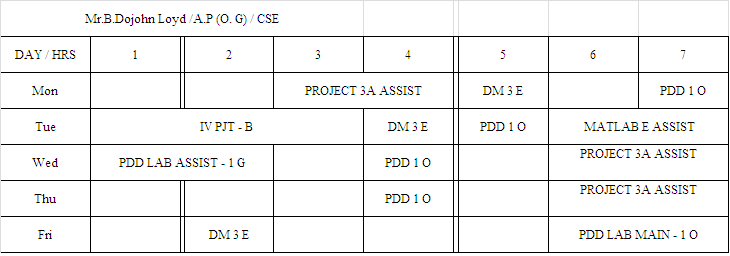 Mr.B.Dojohn Loyd /A.P (O. G) / CSE
DAY / HRS 1 2 3 4 5 6 7
Mon PROJECT 3A ASSIST DM 3 E PDD 1 O
Tue IV PJT - B DM 3 E PDD 1 O MATLAB E ASSIST
Wed PDD LAB ASSIST - 1 G PDD 1 O PROJECT 3A ASSIST
Thu PDD 1 O PROJECT 3A ASSIST
Fri DM 3 E PDD LAB MAIN - 1 O